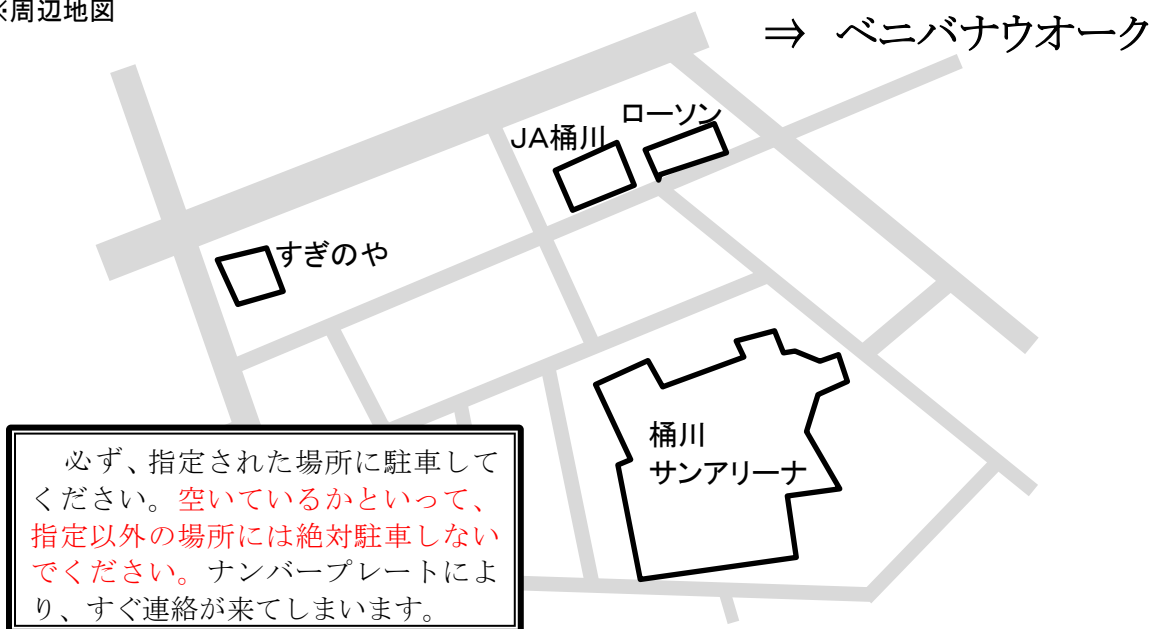 ※周辺地図
⇒ ベニバナウオーク
ローソン
JA桶川
すぎのや
桶川
サンアリーナ
必ず、指定された場所に駐車して
ください。空いているかといって、
指定以外の場所には絶対駐車しない
でください。ナンバープレートによ
り、すぐ連絡が来てしまいます。